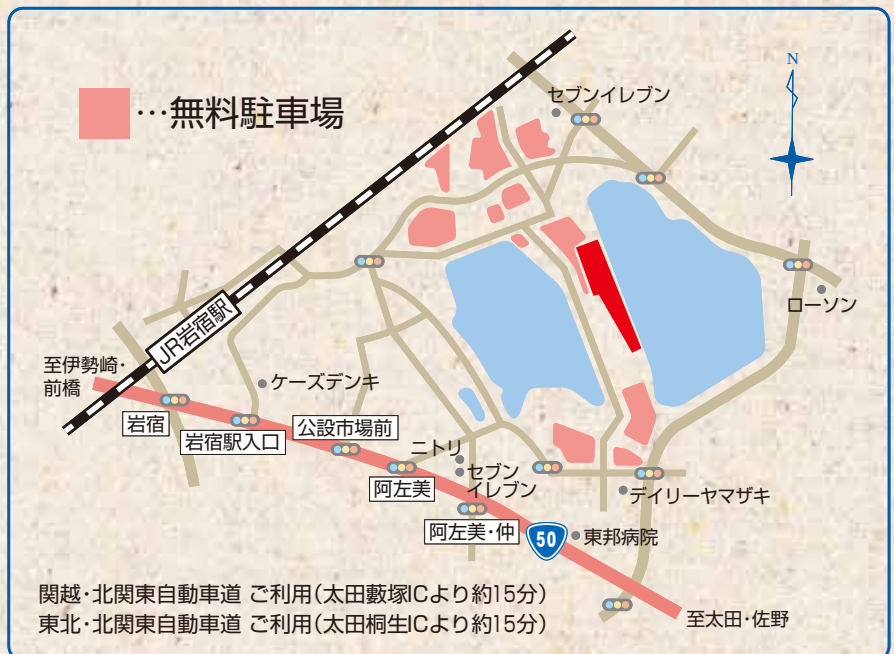 N
…無料駐車場
セブンイレブン
ローソン
JR岩宿駅
至伊勢崎・
前橋
ケーズデンキ
岩宿
岩宿駅入口
公設市場前
ニトリ
阿左美
セブン
イレブン
デイリーヤマザキ
阿左美・仲
50
東邦病院
至太田・佐野
関越・北関東自動車道 ご利用(太田藪塚ICより約15分)
東北・北関東自動車道 ご利用(太田桐生ICより約15分)